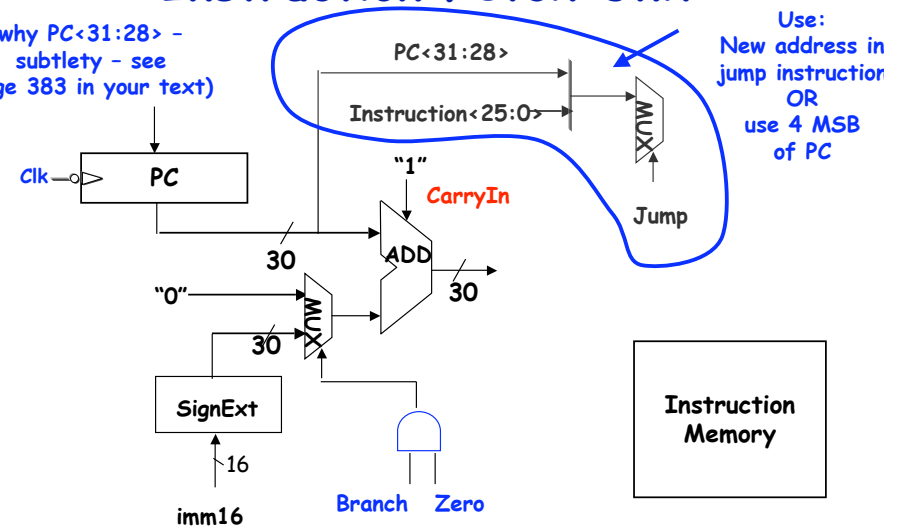 why PC<31:28> –
subtlety – see
383 in your text)
Use:
New address in
jump instruction
OR
use 4 MSB
of PC
PC<31:28>
Instruction<25:0>
MUX
Jump
Clk
PC
"1"
CarryIn
30
ADD
30
"0"
MUX
30
SignExt
16
imm16
Branch Zero
Instruction
Memory